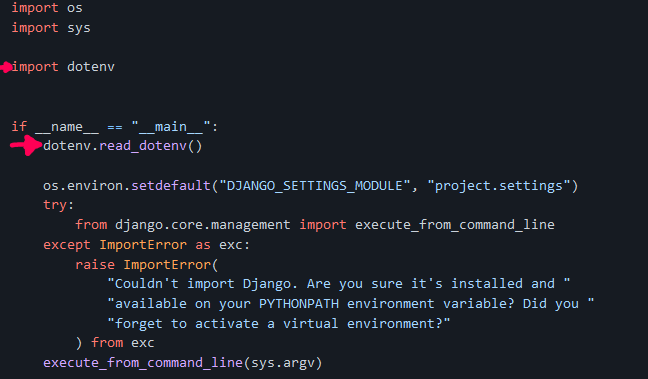 import os
import sys
import dotenv
if __name__ == "__main__":
dotenv.read_dotenv()
os.environ.setdefault("DJANGO_SETTINGS_MODULE", "project.settings")
try:
from django.core.management import execute_from_command_line
except ImportError as exc:
raise ImportError(
"Couldn't import Django. Are you sure it's installed and "
"available on your PYTHONPATH environment variable? Did you "
"forget to activate a virtual environment?"
) from exc
execute_from_command_line(sys.argv)